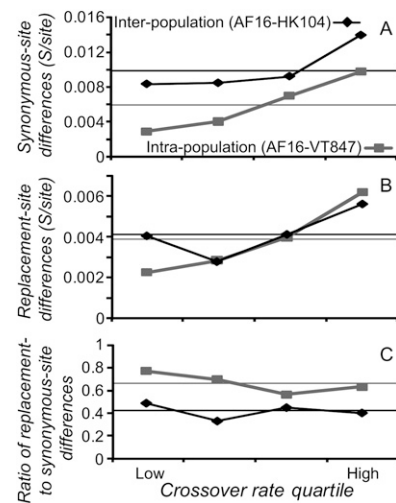 Inter-population (AF16-HK104)
A
Synonymous-site
differences (S/site)
0.016
0.012
0.008
0.004
0
Intra-population (AF16-VT847)
B
Replacement-site
differences (S/site)
0.006
0.004
0.002
0
C
Ratio of replacement-
to synonymous-site
differences
1
0.8
0.6
0.4
0.2
0
Low
High
Crossover rate quartile